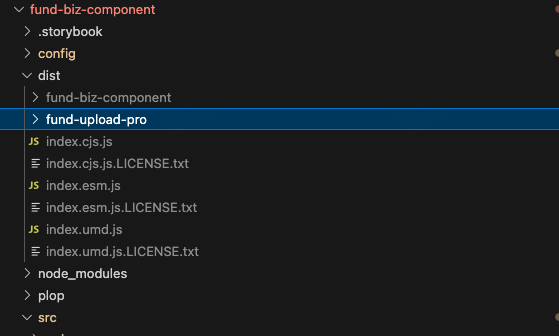 fund-biz-component
.storybook
config
dist
fund-biz-component
fund-upload-pro
JS index.cjs.js
index.cjs.js.LICENSE.txt
JS index.esm.js
index.esm.js.LICENSE.txt
JS index.umd.js
index.umd.js.LICENSE.txt
node_modules
plop
src